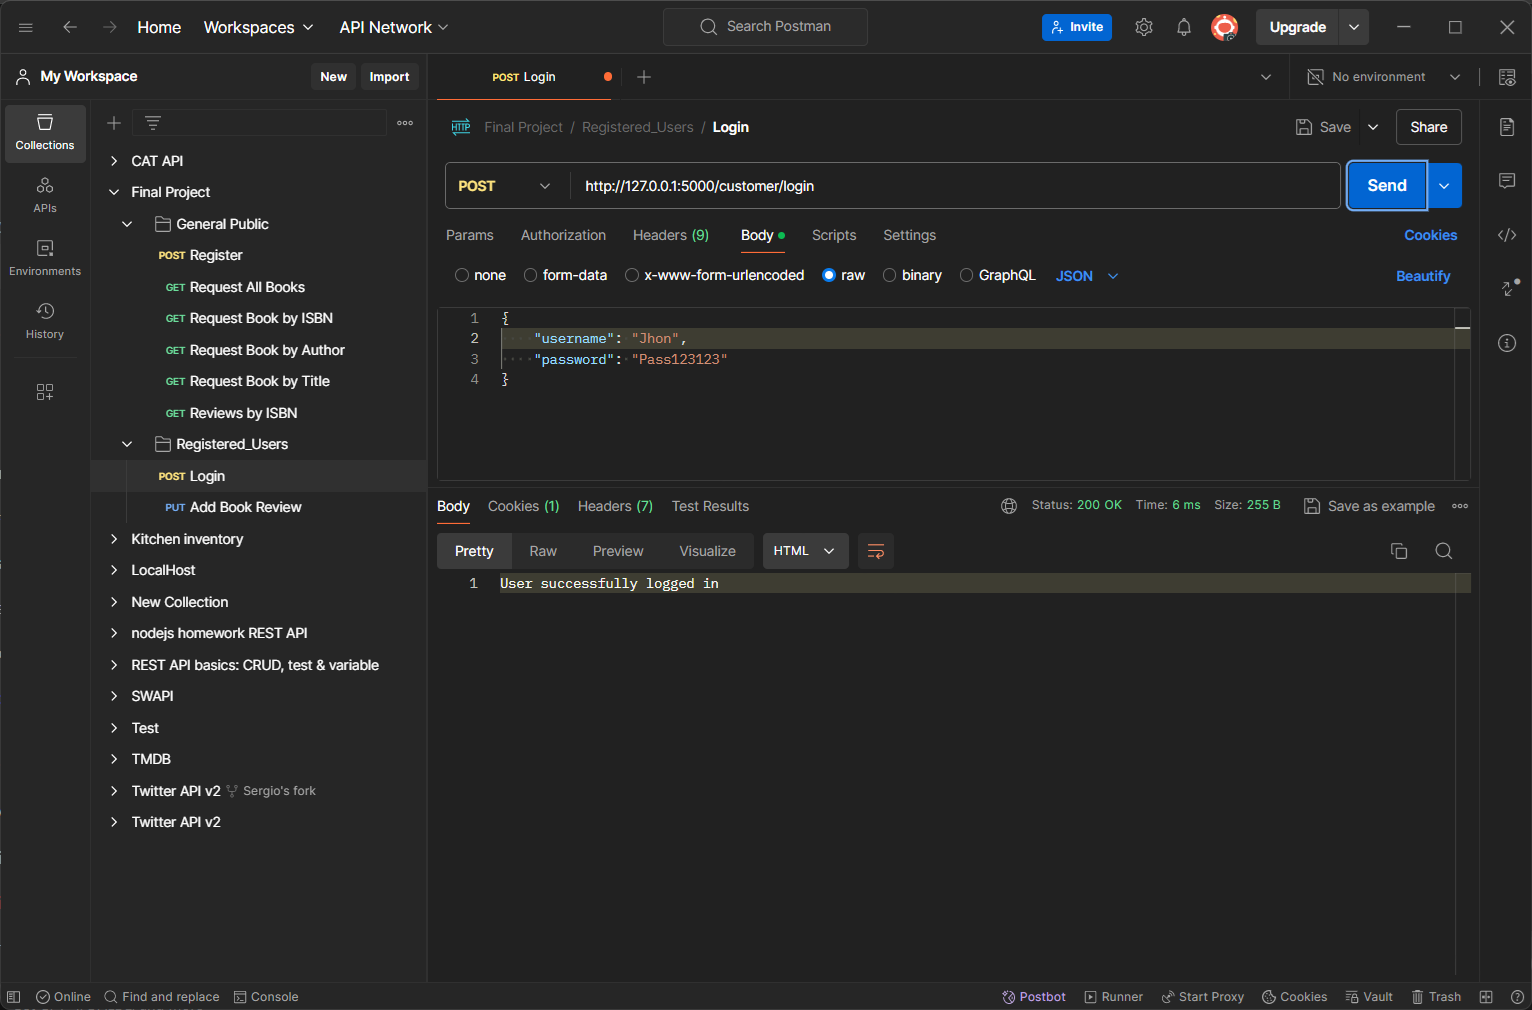 Home Workspaces API Network Search Postman Invite Upgrade
My Workspace New Import POST Login No environment
Collections
APIs
Environments
History
CAT API
Final Project
General Public
POST Register
GET Request All Books
GET Request Book by ISBN
GET Request Book by Author
GET Request Book by Title
GET Reviews by ISBN
Registered_Users
POST Login
PUT Add Book Review
Kitchen inventory
LocalHost
New Collection
nodejs homework REST API
REST API basics: CRUD, test & variable
SWAPI
Test
TMDB
Twitter API v2 Sergio's fork
Twitter API v2
HTTP Final Project / Registered_Users / Login Save Share
POST http://127.0.0.1:5000/customer/login Send
Params Authorization Headers (9) Body Scripts Settings Cookies
none form-data x-www-form-urlencoded raw binary GraphQL JSON Beautify
1 {
2 "username": "Jhon",
3 "password": "Pass123123"
4 }
Body Cookies (1) Headers (7) Test Results Status: 200 OK Time: 6 ms Size: 255 B Save as example
Pretty Raw Preview Visualize HTML
1 User successfully logged in
Online Find and replace Console Postbot Runner Start Proxy Cookies Vault Trash